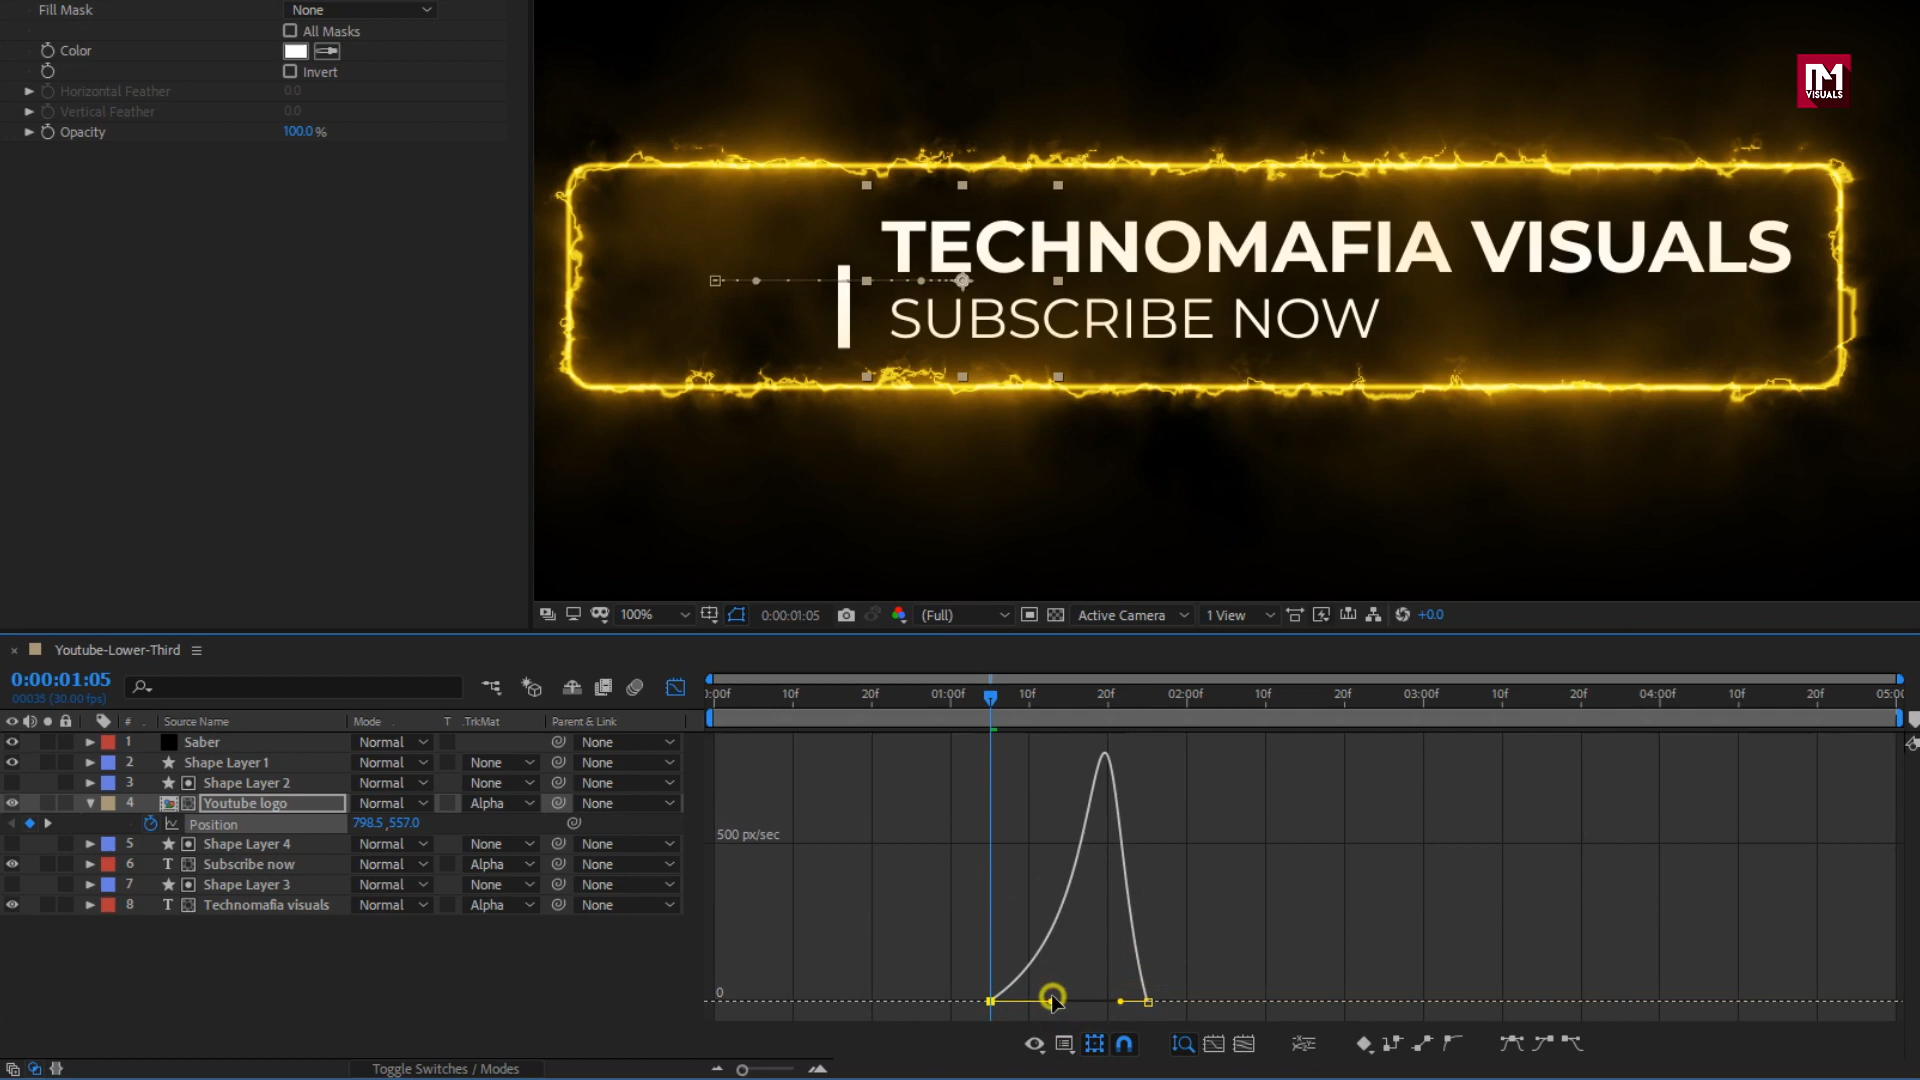 Fill Mask
None
All Masks
Color
Invert
Horizontal Feather
0.0
Vertical Feather
0.0
Opacity
100.0 %
M
VISUALS
TECHNOMAFIA VISUALS
SUBSCRIBE NOW
100%
0:00:01:05
(Full)
Active Camera
1 View
+0.0
× Youtube-Lower-Third
0:00:01:05
00035 (30.00 fps)
):00f 10f 20f 01:00f 10f 20f 02:00f 10f 20f 03:00f 10f 20f 04:00f 10f 20f 05:00
# . Source Name Mode . T .TrkMat Parent & Link
1 Saber Normal None
2 Shape Layer 1 Normal None None
3 Shape Layer 2 Normal None None
4 Youtube logo Normal Alpha None
Position 798.5,557.0
5 Shape Layer 4 Normal None None
6 T Subscribe now Normal Alpha None
7 Shape Layer 3 Normal None None
8 T Technomafia visuals Normal Alpha None
500 px/sec
0
Toggle Switches / Modes